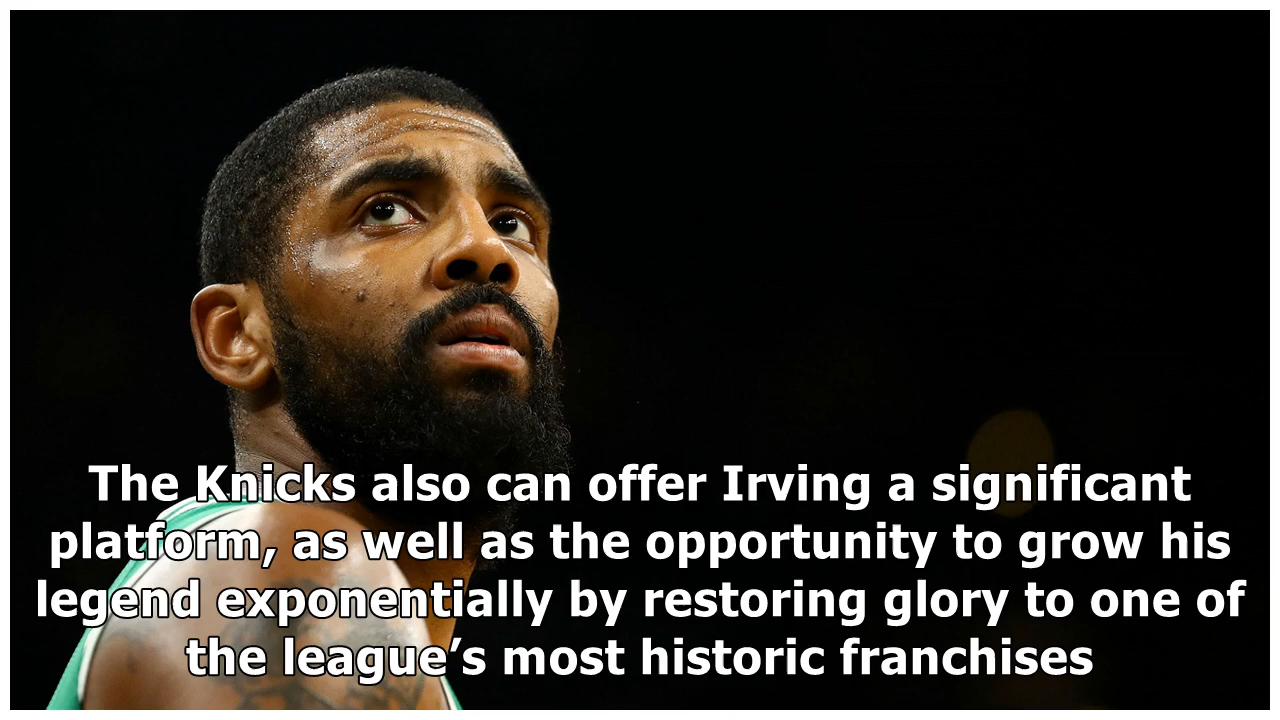 The Knicks also can offer Irving a significant
platform, as well as the opportunity to grow his
legend exponentially by restoring glory to one of
the league’s most historic franchises